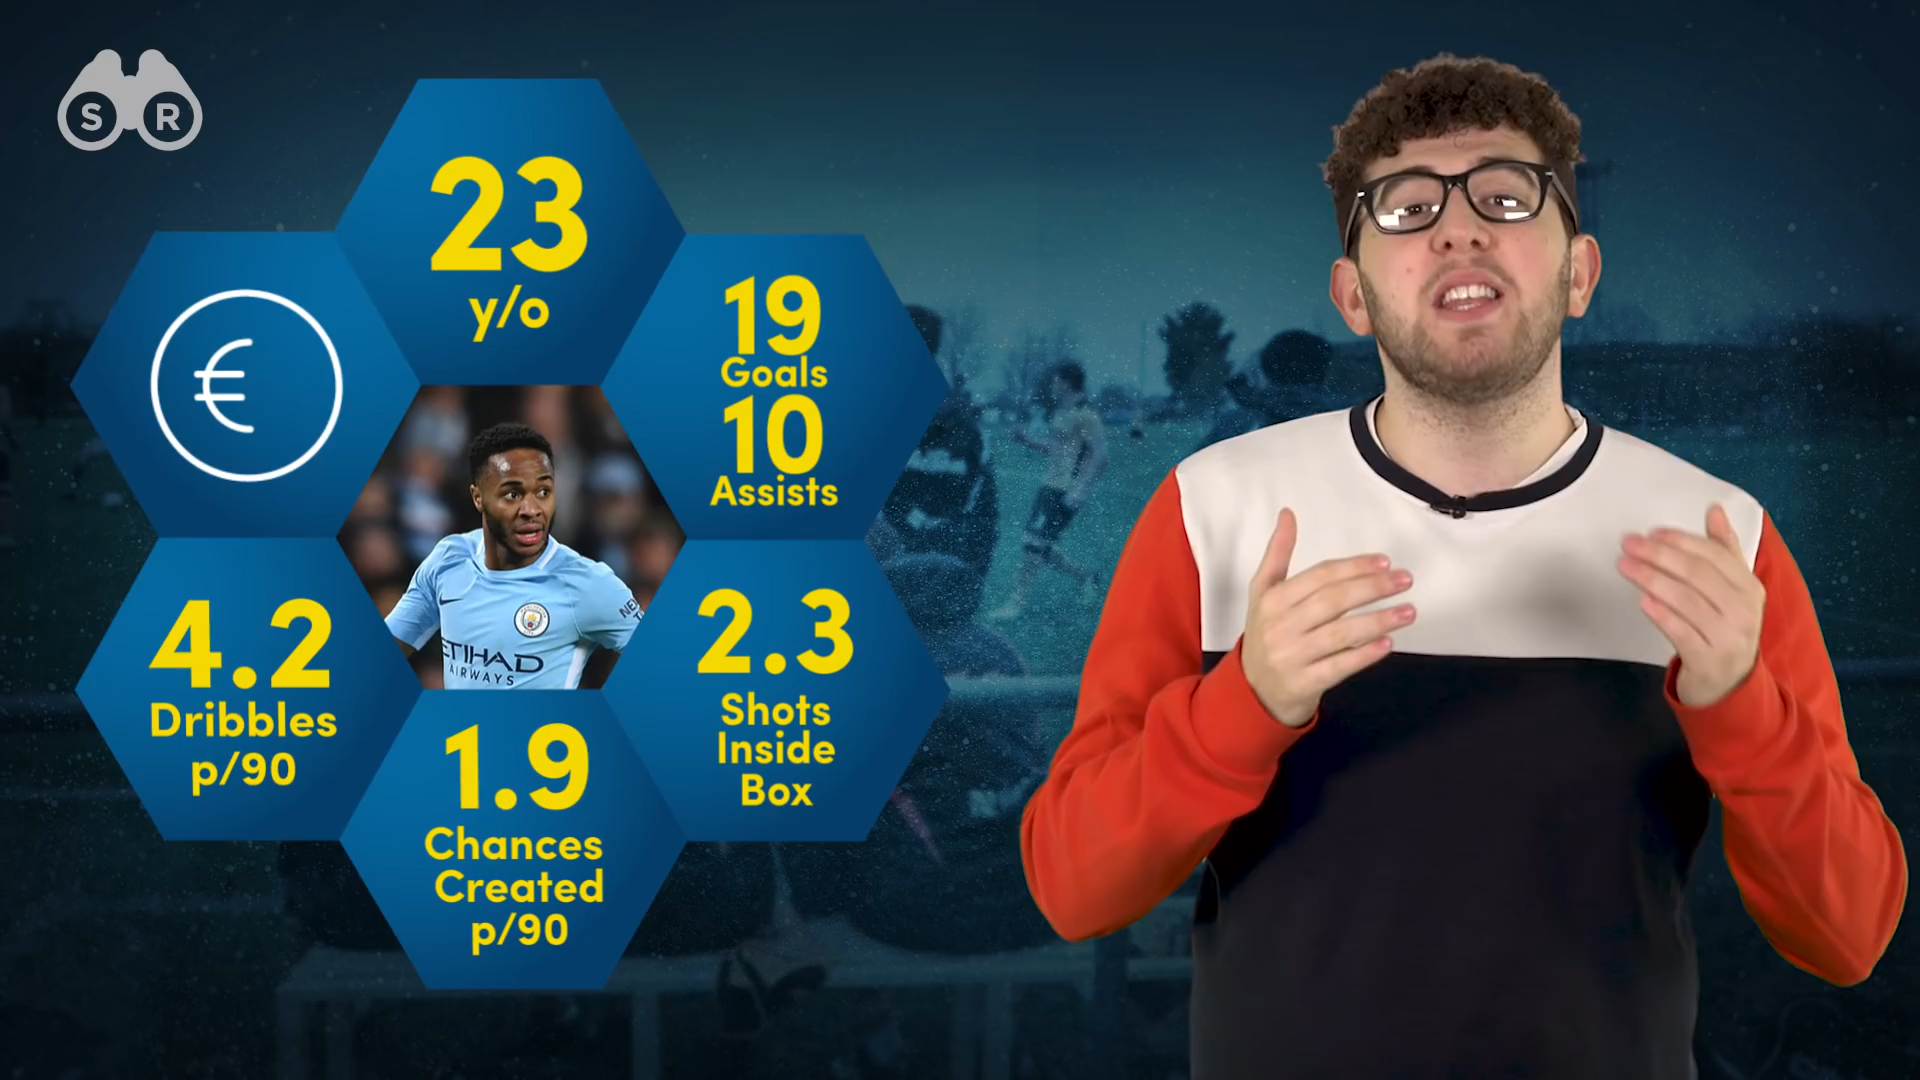 S R
23
y/o
19
Goals
10
Assists
€
4.2
Dribbles
p/90
2.3
Shots
Inside
Box
1.9
Chances
Created
p/90
ETIHAD
AIRWAYS